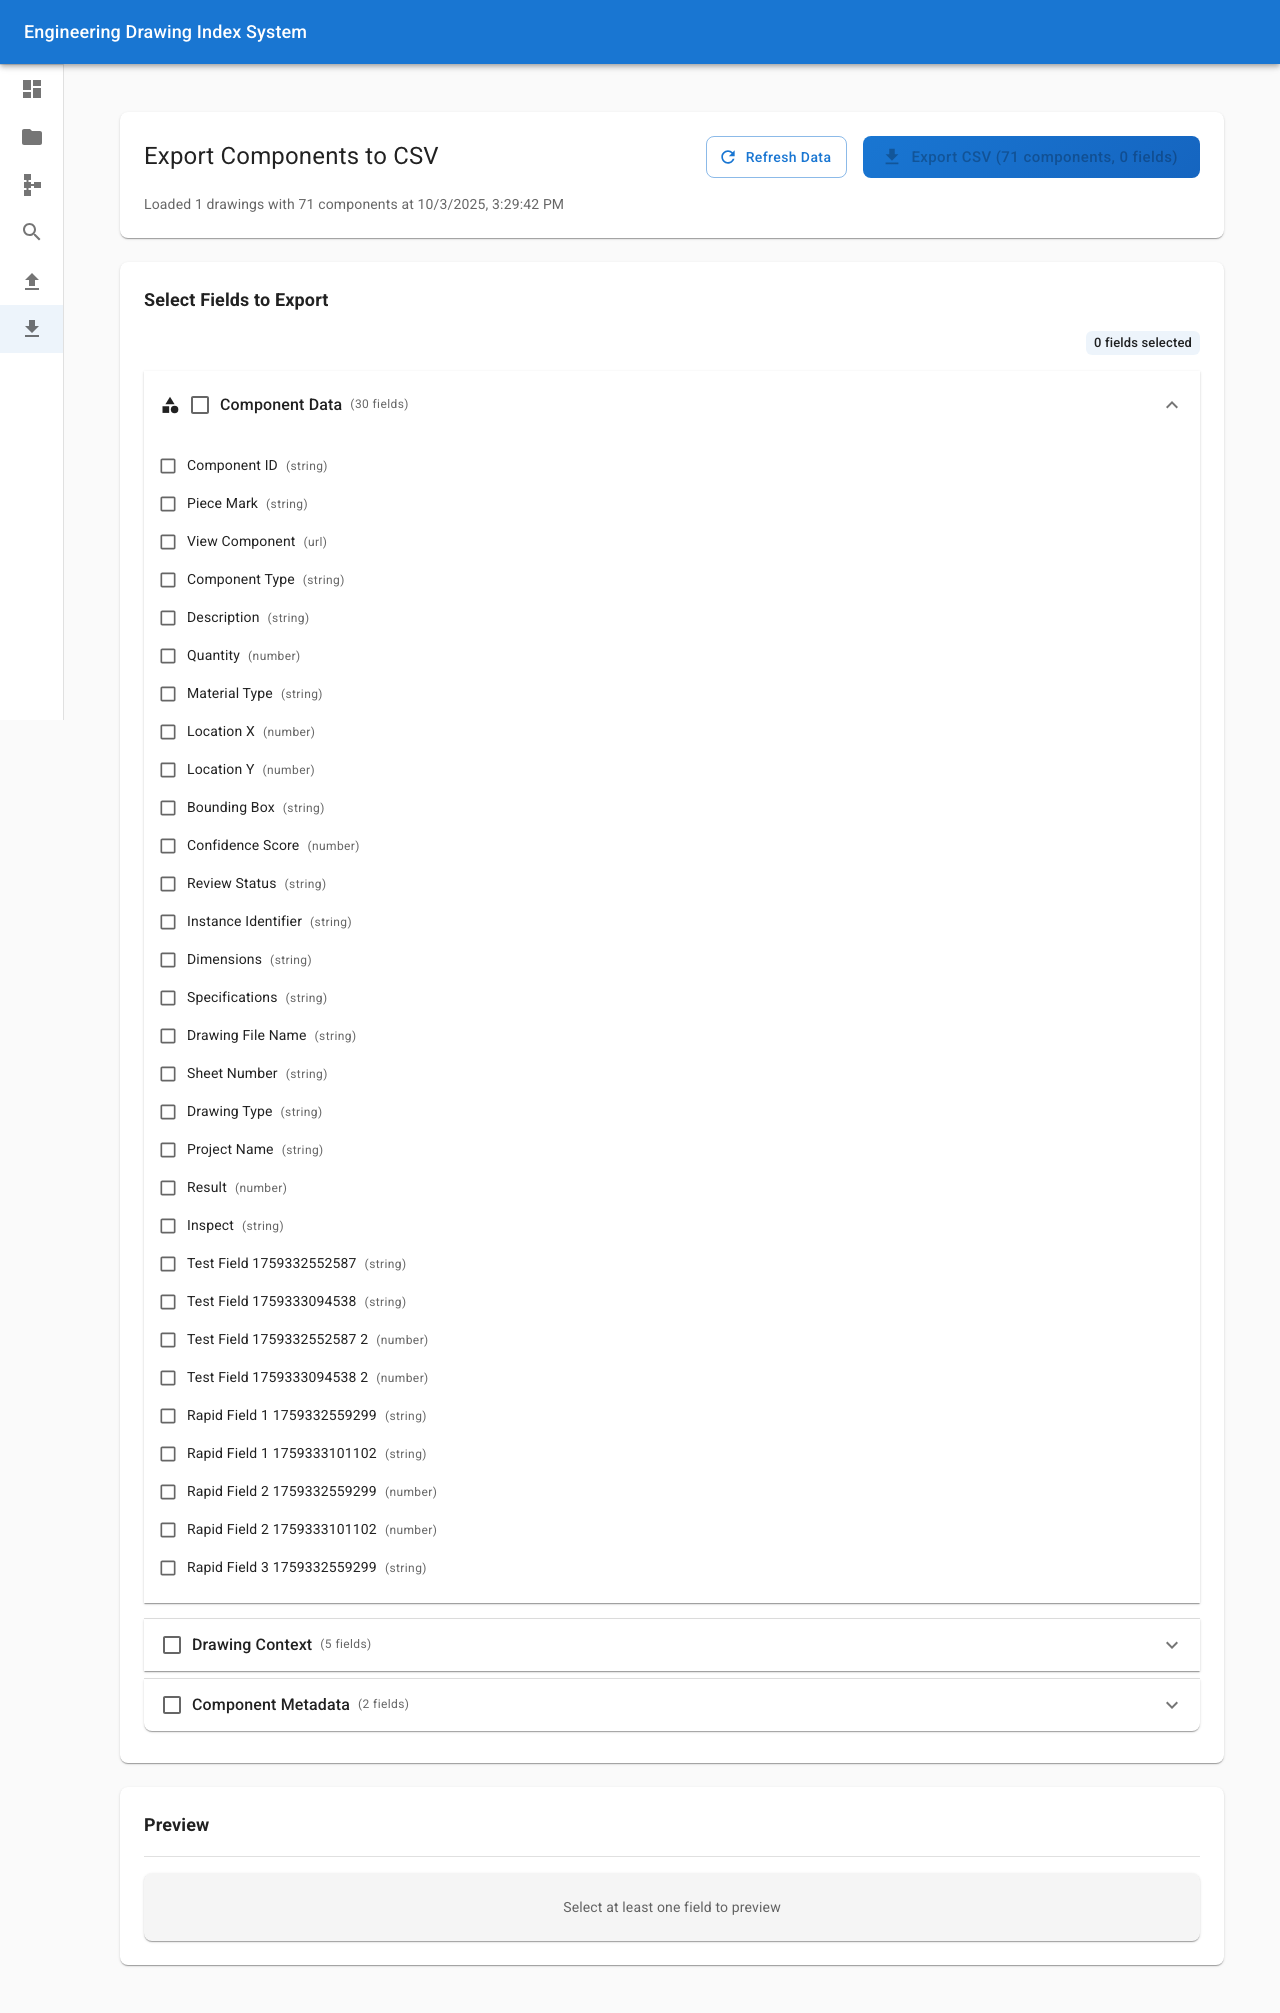 Engineering Drawing Index System
Export Components to CSV
Refresh Data
Export CSV (71 components, 0 fields)
Loaded 1 drawings with 71 components at 10/3/2025, 3:29:42 PM
Select Fields to Export
0 fields selected
Component Data (30 fields)
Component ID (string)
Piece Mark (string)
View Component (url)
Component Type (string)
Description (string)
Quantity (number)
Material Type (string)
Location X (number)
Location Y (number)
Bounding Box (string)
Confidence Score (number)
Review Status (string)
Instance Identifier (string)
Dimensions (string)
Specifications (string)
Drawing File Name (string)
Sheet Number (string)
Drawing Type (string)
Project Name (string)
Result (number)
Inspect (string)
Test Field 1759332552587 (string)
Test Field 1759333094538 (string)
Test Field 1759332552587 2 (number)
Test Field 1759333094538 2 (number)
Rapid Field 1 1759332559299 (string)
Rapid Field 1 1759333101102 (string)
Rapid Field 2 1759332559299 (number)
Rapid Field 2 1759333101102 (number)
Rapid Field 3 1759332559299 (string)
Drawing Context (5 fields)
Component Metadata (2 fields)
Preview
Select at least one field to preview